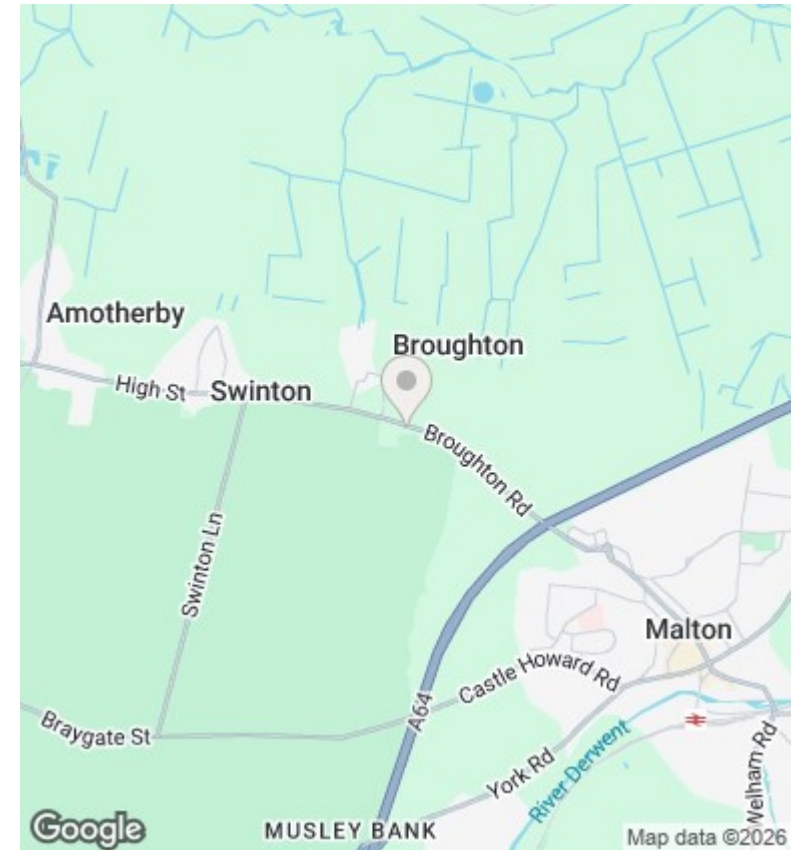 Amotherby
Broughton
High St
Swinton
Broughton Rd
Swinton Ln
Malton
Castle Howard Rd
A64
Braygate St
York Rd
River Derwent
Welham Rd
MUSLEY BANK
Google
Map data ©2026